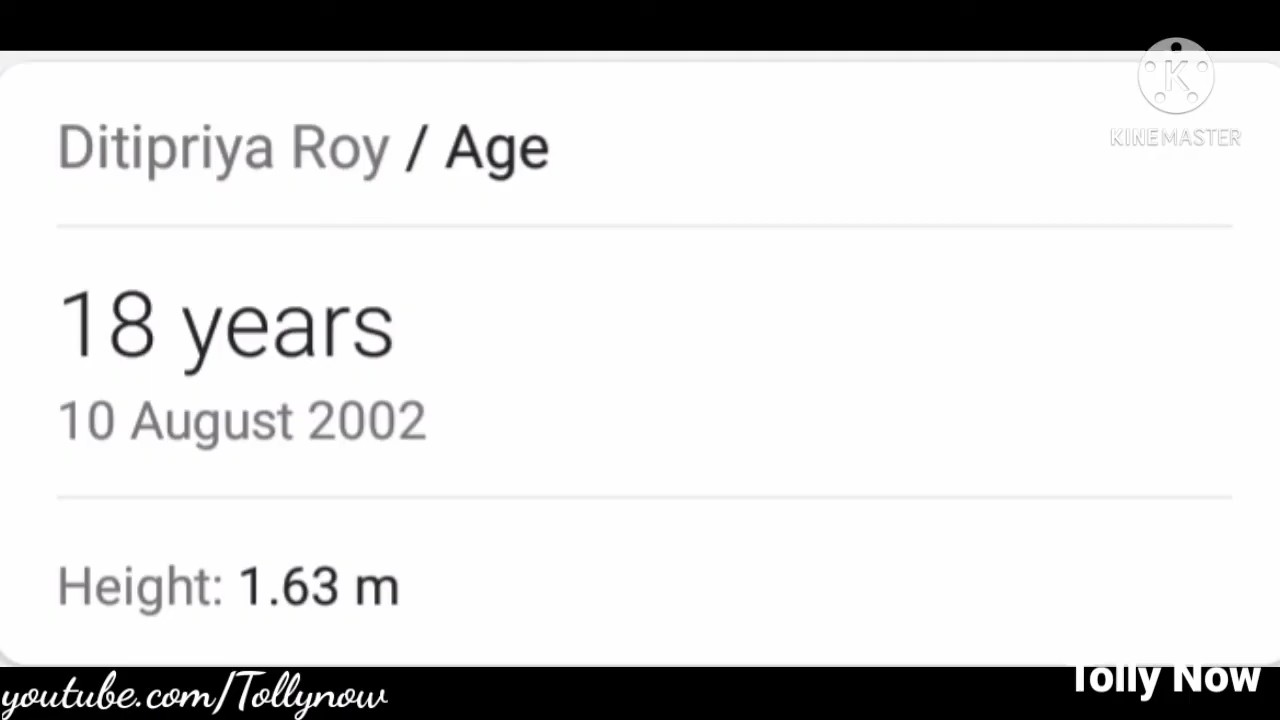 K
KINEMASTER
Ditipriya Roy / Age
18 years
10 August 2002
Height: 1.63 m
youtube.com/Tollynow
Tolly Now